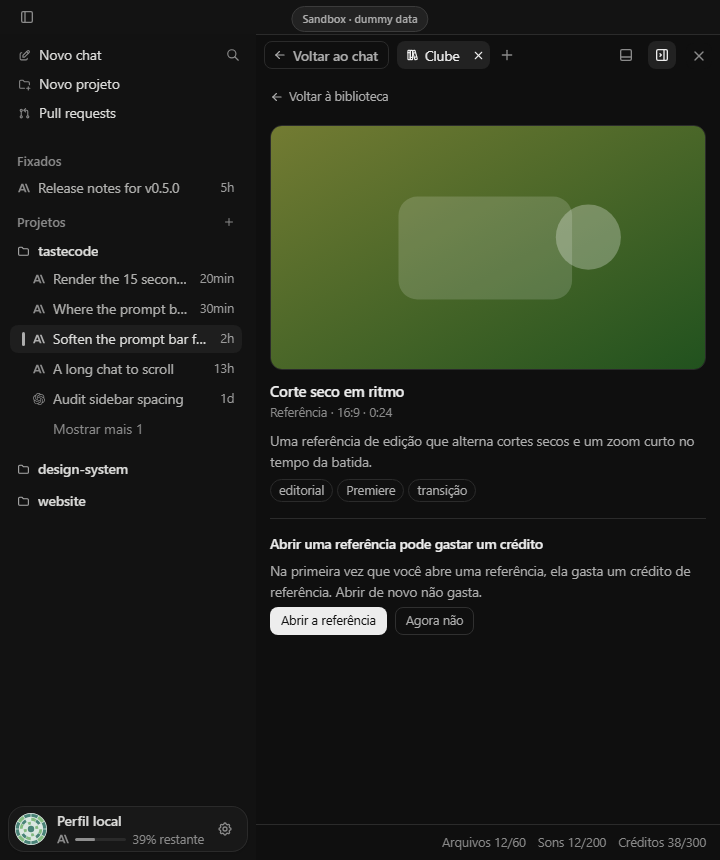 Sandbox · dummy data
Novo chat
Novo projeto
Pull requests
Fixados
Release notes for v0.5.0 5h
Projetos
tastecode
Render the 15 secon... 20min
Where the prompt b... 30min
Soften the prompt bar f... 2h
A long chat to scroll 13h
Audit sidebar spacing 1d
Mostrar mais 1
design-system
website
Perfil local
39% restante
Voltar ao chat
Clube
Voltar à biblioteca
Corte seco em ritmo
Referência · 16:9 · 0:24
Uma referência de edição que alterna cortes secos e um zoom curto no
tempo da batida.
editorial Premiere transição
Abrir uma referência pode gastar um crédito
Na primeira vez que você abre uma referência, ela gasta um crédito de
referência. Abrir de novo não gasta.
Abrir a referência Agora não
Arquivos 12/60 Sons 12/200 Créditos 38/300